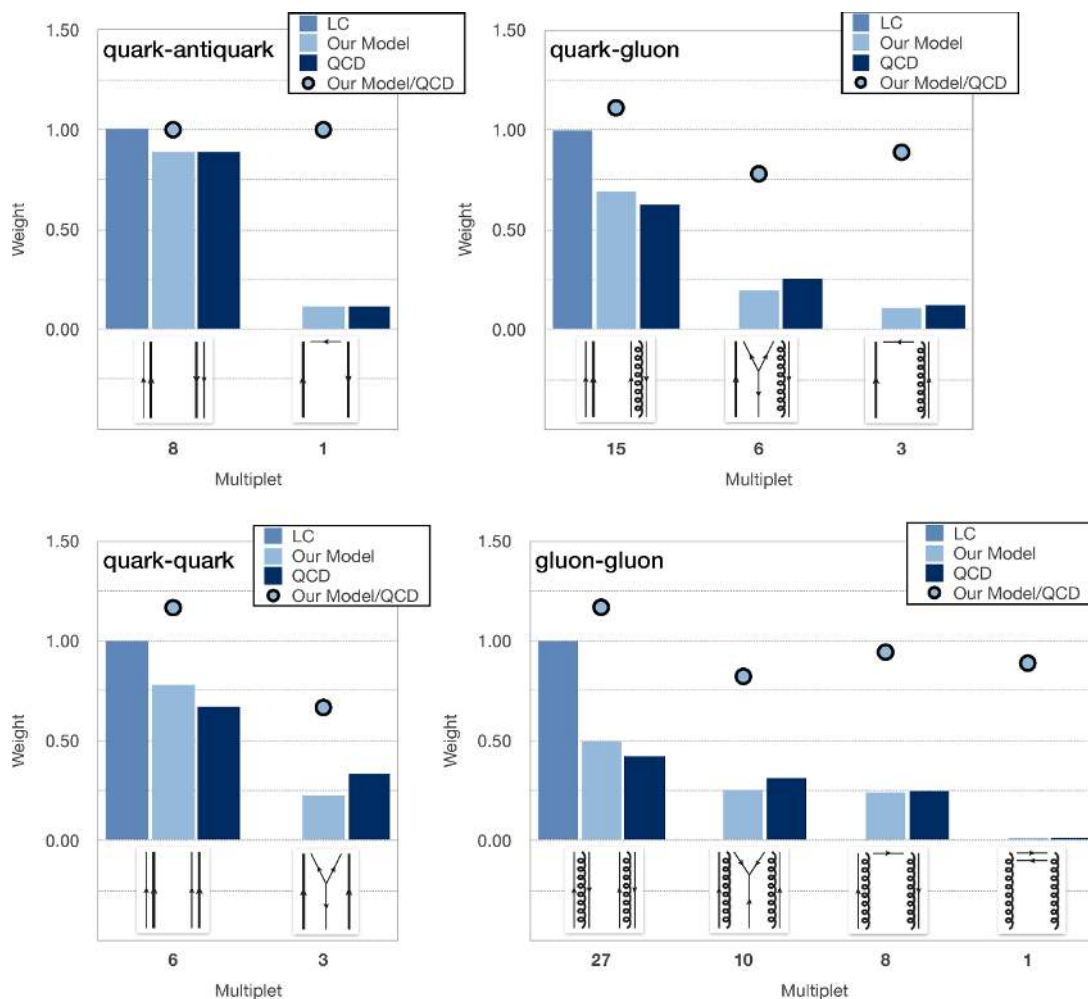 quark-antiquark
LC
Our Model
QCD
Our Model/QCD
1.50
1.00
0.50
0.00
Weight
8 1
Multiplet
quark-gluon
LC
Our Model
QCD
Our Model/QCD
1.50
1.00
0.50
0.00
Weight
15 6 3
Multiplet
quark-quark
LC
Our Model
QCD
Our Model/QCD
1.50
1.00
0.50
0.00
Weight
6 3
Multiplet
gluon-gluon
LC
Our Model
QCD
Our Model/QCD
1.50
1.00
0.50
0.00
Weight
27 10 8 1
Multiplet